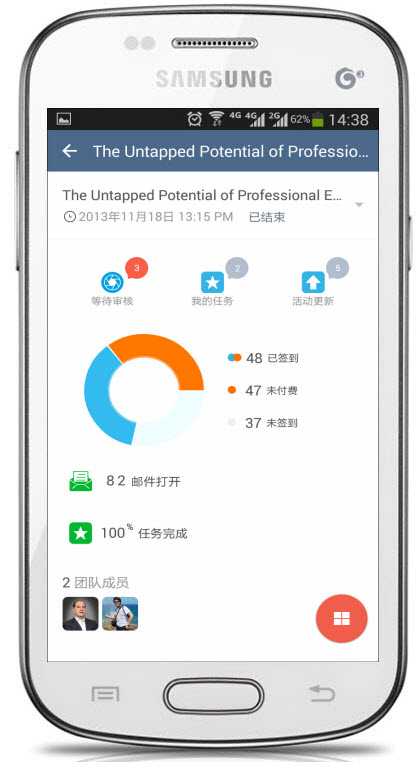 SAMSUNG
4G 4G 2G 62% 14:38
The Untapped Potential of Professio...
The Untapped Potential of Professional E...
2013年11月18日 13:15 PM 已结束
3 2 5
等待审核 我的任务 活动更新
48 已签到
47 未付费
37 未签到
82 邮件打开
100% 任务完成
2 团队成员